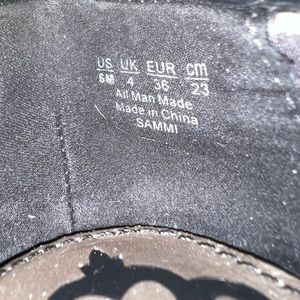 US UK EUR cm
6M 4 36 23
All Man Made
Made in China
SAMMI